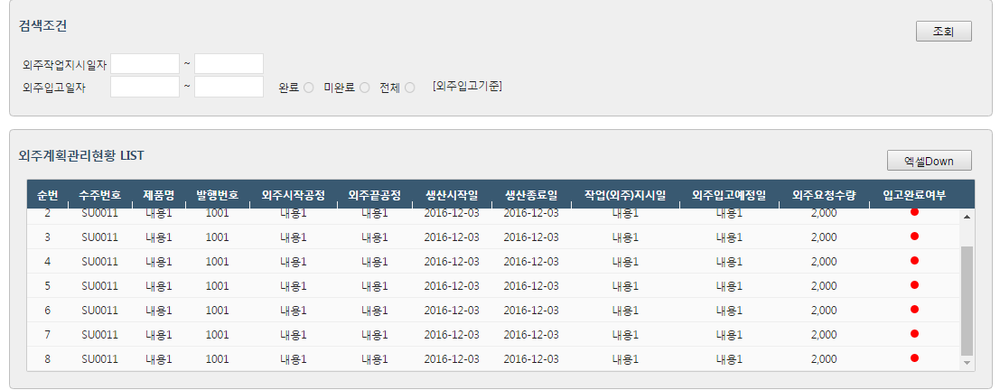 검색조건
조회
외주작업지시일자 ~
외주입고일자 ~ 완료 미완료 전체 [외주입고기준]
외주계획관리현황 LIST
엑셀Down
순번 수주번호 제품명 발행번호 외주시작공정 외주끝공정 생산시작일 생산종료일 작업(외주)지시일 외주입고예정일 외주요청수량 입고완료여부
2 SU0011 내용1 1001 내용1 내용1 2016-12-03 2016-12-03 내용1 내용1 2,000
3 SU0011 내용1 1001 내용1 내용1 2016-12-03 2016-12-03 내용1 내용1 2,000
4 SU0011 내용1 1001 내용1 내용1 2016-12-03 2016-12-03 내용1 내용1 2,000
5 SU0011 내용1 1001 내용1 내용1 2016-12-03 2016-12-03 내용1 내용1 2,000
6 SU0011 내용1 1001 내용1 내용1 2016-12-03 2016-12-03 내용1 내용1 2,000
7 SU0011 내용1 1001 내용1 내용1 2016-12-03 2016-12-03 내용1 내용1 2,000
8 SU0011 내용1 1001 내용1 내용1 2016-12-03 2016-12-03 내용1 내용1 2,000